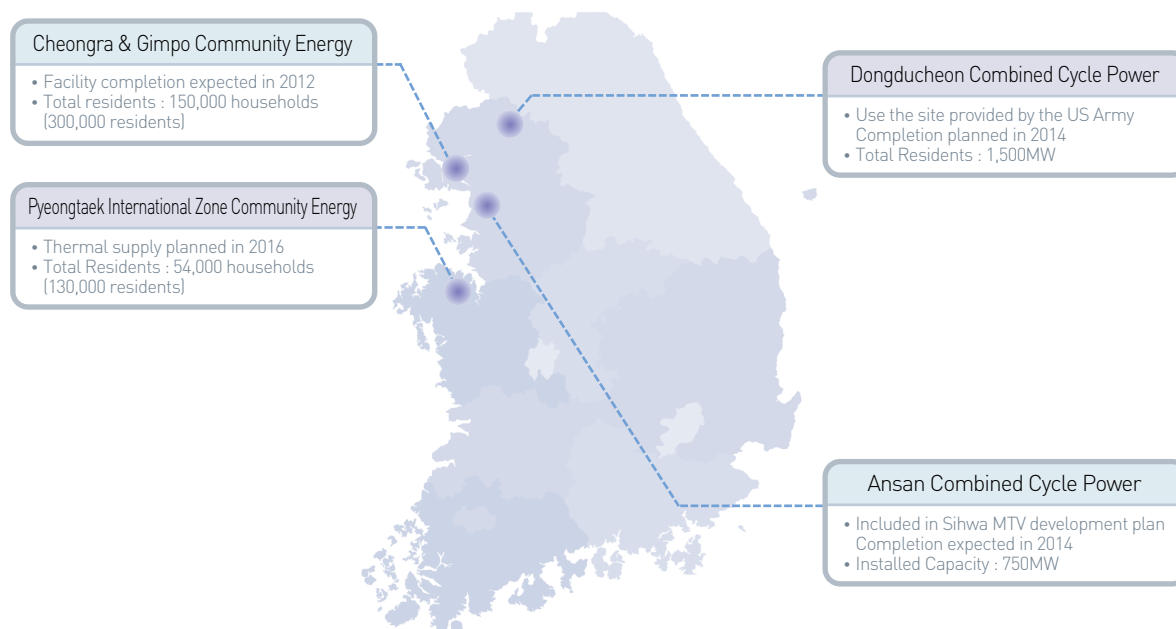 Cheongra & Gimpo Community Energy
• Facility completion expected in 2012
• Total residents : 150,000 households
(300,000 residents)
Pyeongtaek International Zone Community Energy
• Thermal supply planned in 2016
• Total Residents : 54,000 households
(130,000 residents)
Dongducheon Combined Cycle Power
• Use the site provided by the US Army
Completion planned in 2014
• Total Residents : 1,500MW
Ansan Combined Cycle Power
• Included in Sihwa MTV development plan
Completion expected in 2014
• Installed Capacity : 750MW